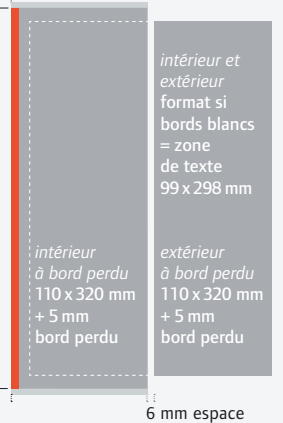 intérieur et
extérieur
format si
bords blancs
= zone
de texte
99 x 298 mm
intérieur
à bord perdu
110 x 320 mm
+ 5 mm
bord perdu
extérieur
à bord perdu
110 x 320 mm
+ 5 mm
bord perdu
6 mm espace